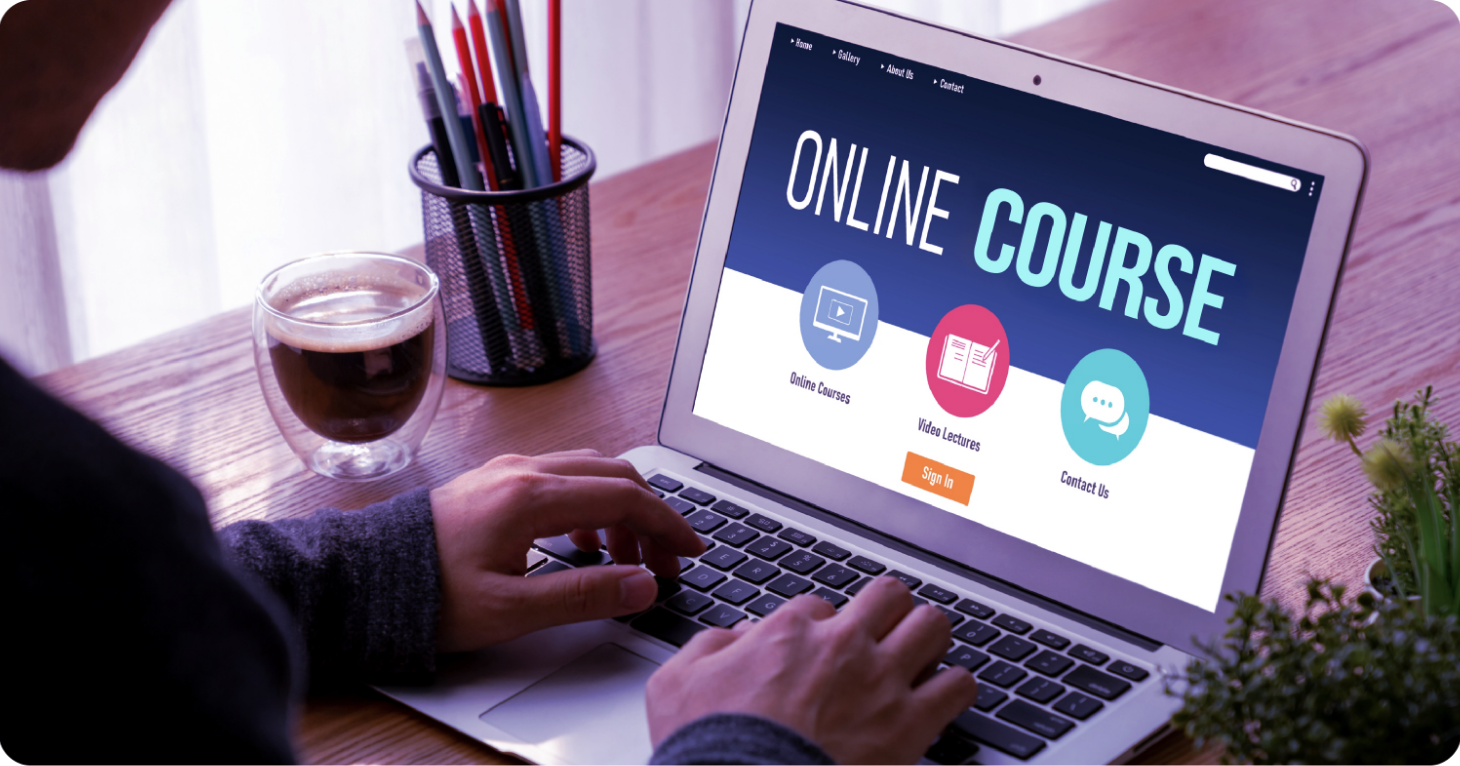 Home
Gallery
About Us
Contact
ONLINE COURSE
Online Courses
Video Lectures
Contact Us
Sign In